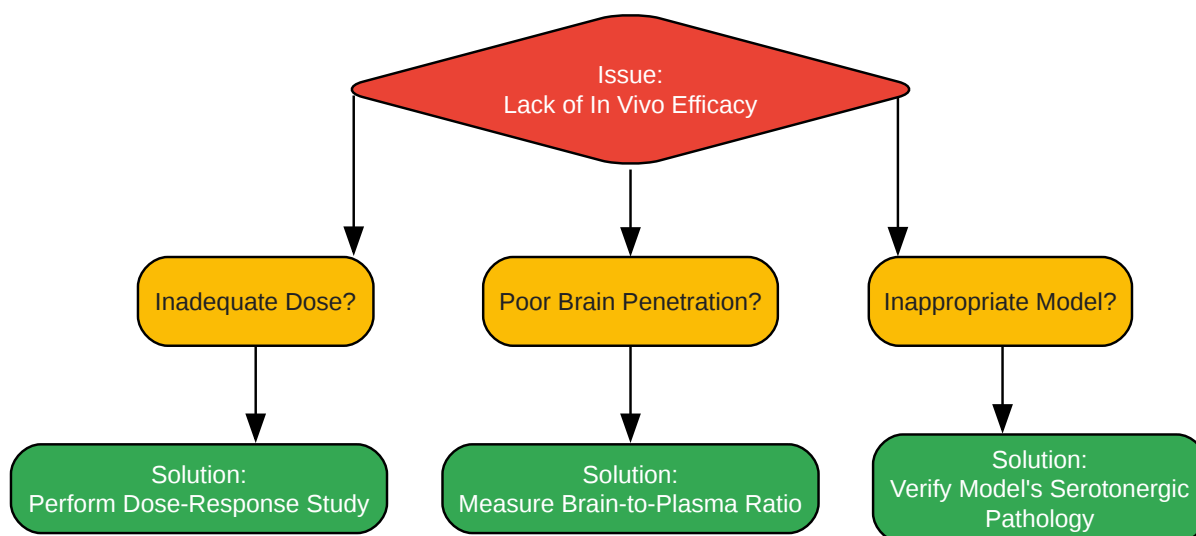 Issue:
Lack of In Vivo Efficacy
Inadequate Dose?
Poor Brain Penetration?
Inappropriate Model?
Solution:
Perform Dose-Response Study
Solution:
Measure Brain-to-Plasma Ratio
Solution:
Verify Model's Serotonergic
Pathology